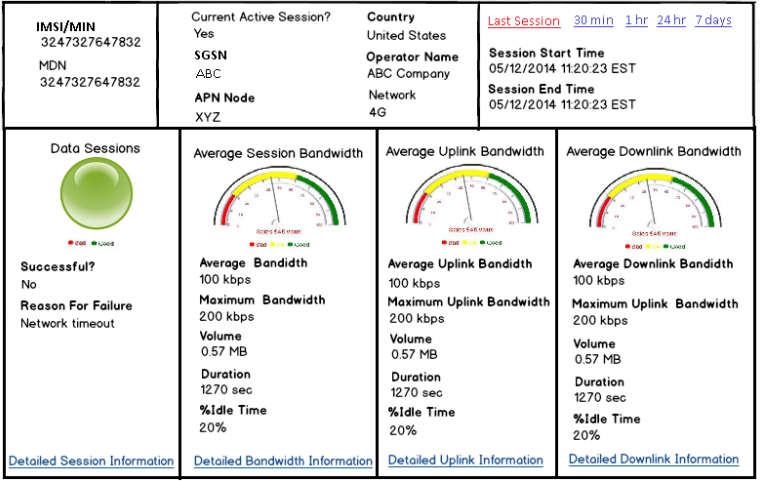 IMSI/MIN
3247327647832
MDN
3247327647832
Current Active Session?
Yes
SGSN
ABC
APN Node
XYZ
Country
United States
Operator Name
ABC Company
Network
4G
Last Session 30 min 1 hr 24 hr 7 days
Session Start Time
05/12/2014 11:20:23 EST
Session End Time
05/12/2014 11:20:23 EST
Data Sessions
Bad Good
Successful?
No
Reason For Failure
Network timeout
Detailed Session Information
Average Session Bandwidth
Bad Good
Average Bandidth
100 kbps
Maximum Bandwidth
200 kbps
Volume
0.57 MB
Duration
1270 sec
%Idle Time
20%
Detailed Bandwidth Information
Average Uplink Bandwidth
Bad Good
Average Uplink Bandidth
100 kbps
Maximum Uplink Bandwidth
200 kbps
Volume
0.57 MB
Duration
1270 sec
%Idle Time
20%
Detailed Uplink Information
Average Downlink Bandwidth
Bad Good
Average Downlink Bandidth
100 kbps
Maximum Uplink Bandwidth
200 kbps
Volume
0.57 MB
Duration
1270 sec
%Idle Time
20%
Detailed Downlink Information